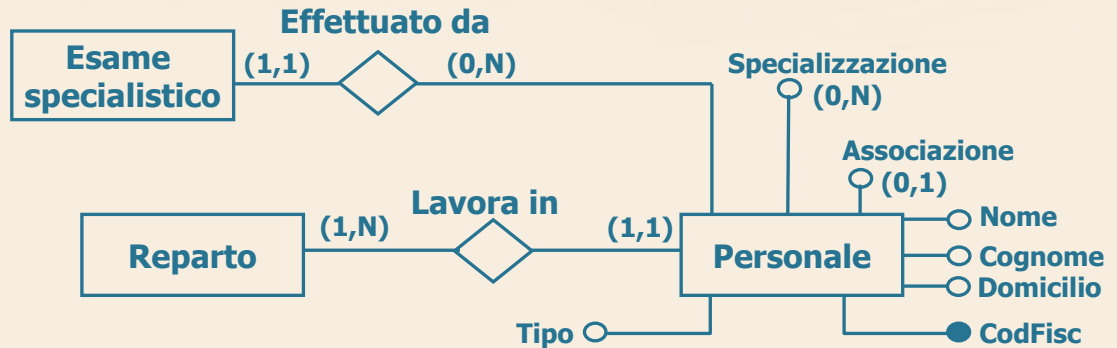 Effettuato da
Esame
specialistico
(1,1)
(0,N)
Specializzazione
(0,N)
Associazione
(0,1)
Lavora in
Reparto
(1,N)
(1,1)
Personale
Nome
Cognome
Domicilio
Tipo
CodFisc